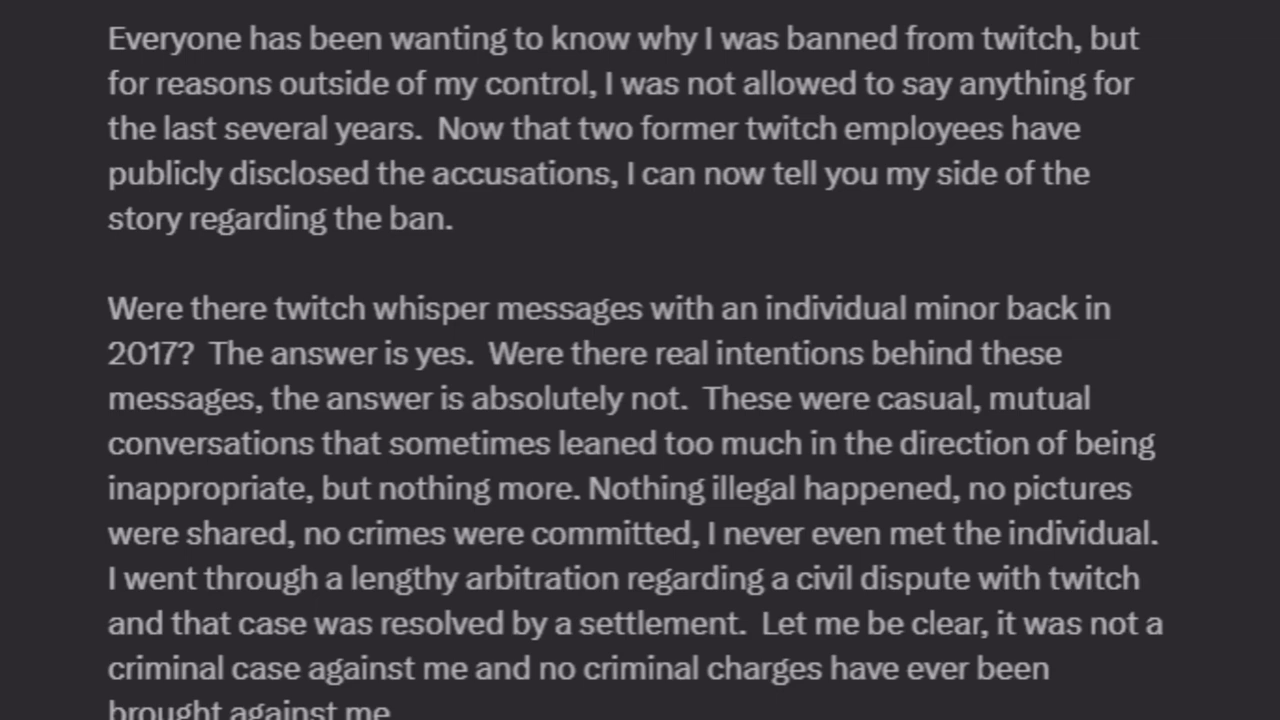 Everyone has been wanting to know why I was banned from twitch, but
for reasons outside of my control, I was not allowed to say anything for
the last several years.  Now that two former twitch employees have
publicly disclosed the accusations, I can now tell you my side of the
story regarding the ban.
Were there twitch whisper messages with an individual minor back in
2017?  The answer is yes.  Were there real intentions behind these
messages, the answer is absolutely not.  These were casual, mutual
conversations that sometimes leaned too much in the direction of being
inappropriate, but nothing more. Nothing illegal happened, no pictures
were shared, no crimes were committed, I never even met the individual.
I went through a lengthy arbitration regarding a civil dispute with twitch
and that case was resolved by a settlement.  Let me be clear, it was not a
criminal case against me and no criminal charges have ever been
brought against me